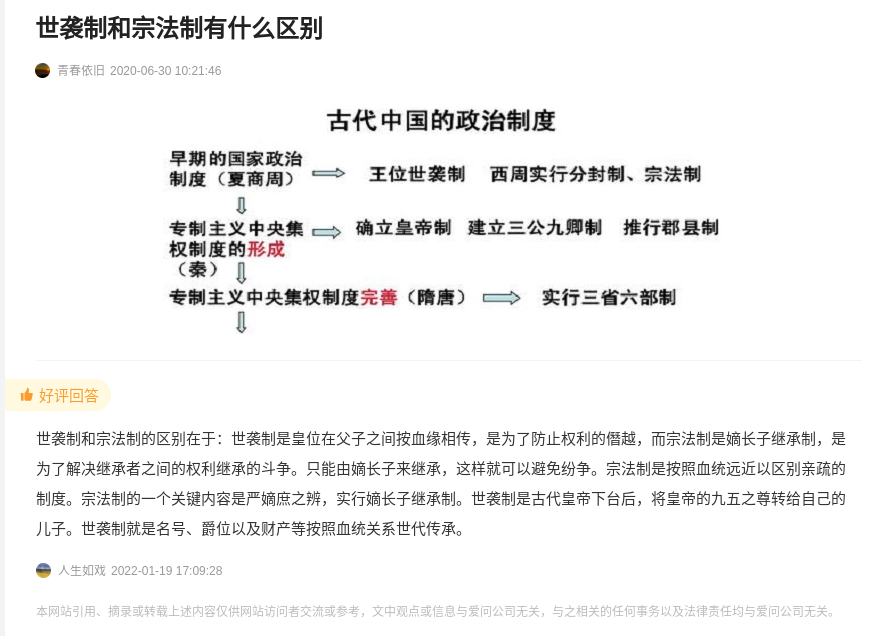 世袭制和宗法制有什么区别
青春依旧 2020-06-30 10:21:46
古代中国的政治制度
早期的国家政治
制度（夏商周）
王位世袭制 西周实行分封制、宗法制
专制主义中央集
权制度的形成
（秦）
确立皇帝制 建立三公九卿制 推行郡县制
专制主义中央集权制度完善（隋唐） 实行三省六部制
好评回答
世袭制和宗法制的区别在于：世袭制是皇位在父子之间按血缘相传，是为了防止权利的僭越，而宗法制是嫡长子继承制，是
为了解决继承者之间的权利继承的斗争。只能由嫡长子来继承，这样就可以避免纷争。宗法制是按照血统远近以区别亲疏的
制度。宗法制的一个关键内容是严嫡庶之辨，实行嫡长子继承制。世袭制是古代皇帝下台后，将皇帝的九五之尊转给自己的
儿子。世袭制就是名号、爵位以及财产等按照血统关系世代传承。
人生如戏 2022-01-19 17:09:28
本网站引用、摘录或转载上述内容仅供网站访问者交流或参考，文中观点或信息与爱问公司无关，与之相关的任何事务以及法律责任均与爱问公司无关。